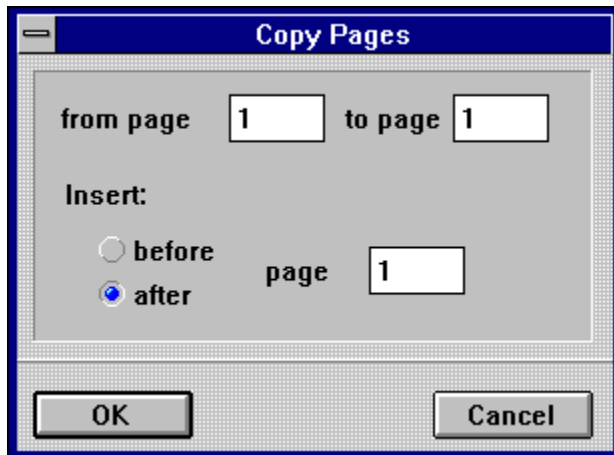 Copy Pages
from page 1 to page 1
Insert:
before
after
page 1
OK Cancel